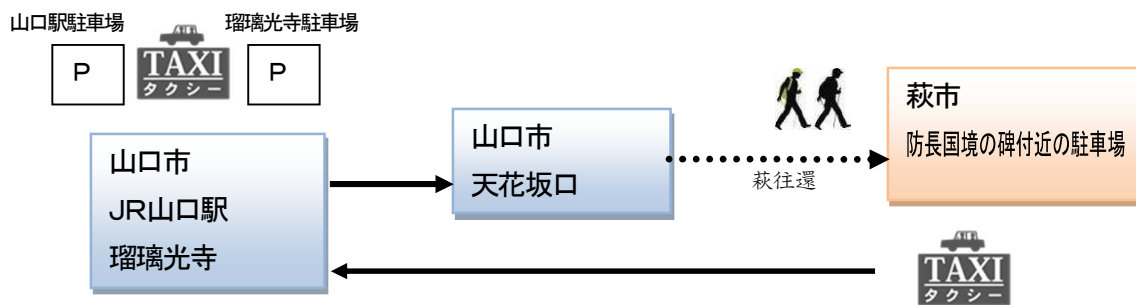 山口駅駐車場
瑠璃光寺駐車場
P
TAXI
タクシー
P
山口市
JR山口駅
瑠璃光寺
山口市
天花坂口
萩往還
萩市
防長国境の碑付近の駐車場
TAXI
タクシー